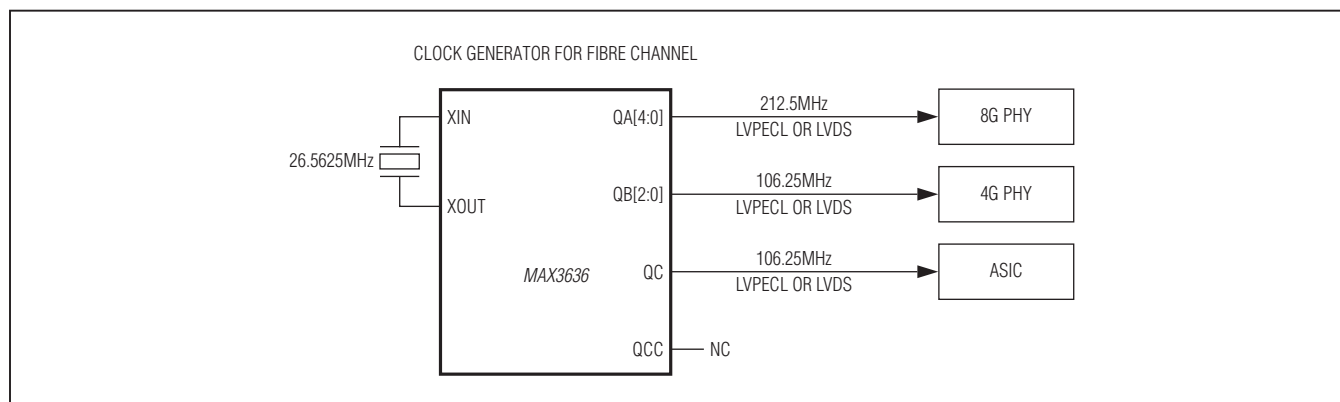 CLOCK GENERATOR FOR FIBRE CHANNEL
26.5625MHz
XIN
XOUT
MAX3636
QA[4:0]
212.5MHz
LVPECL OR LVDS
8G PHY
QB[2:0]
106.25MHz
LVPECL OR LVDS
4G PHY
QC
106.25MHz
LVPECL OR LVDS
ASIC
QCC
NC